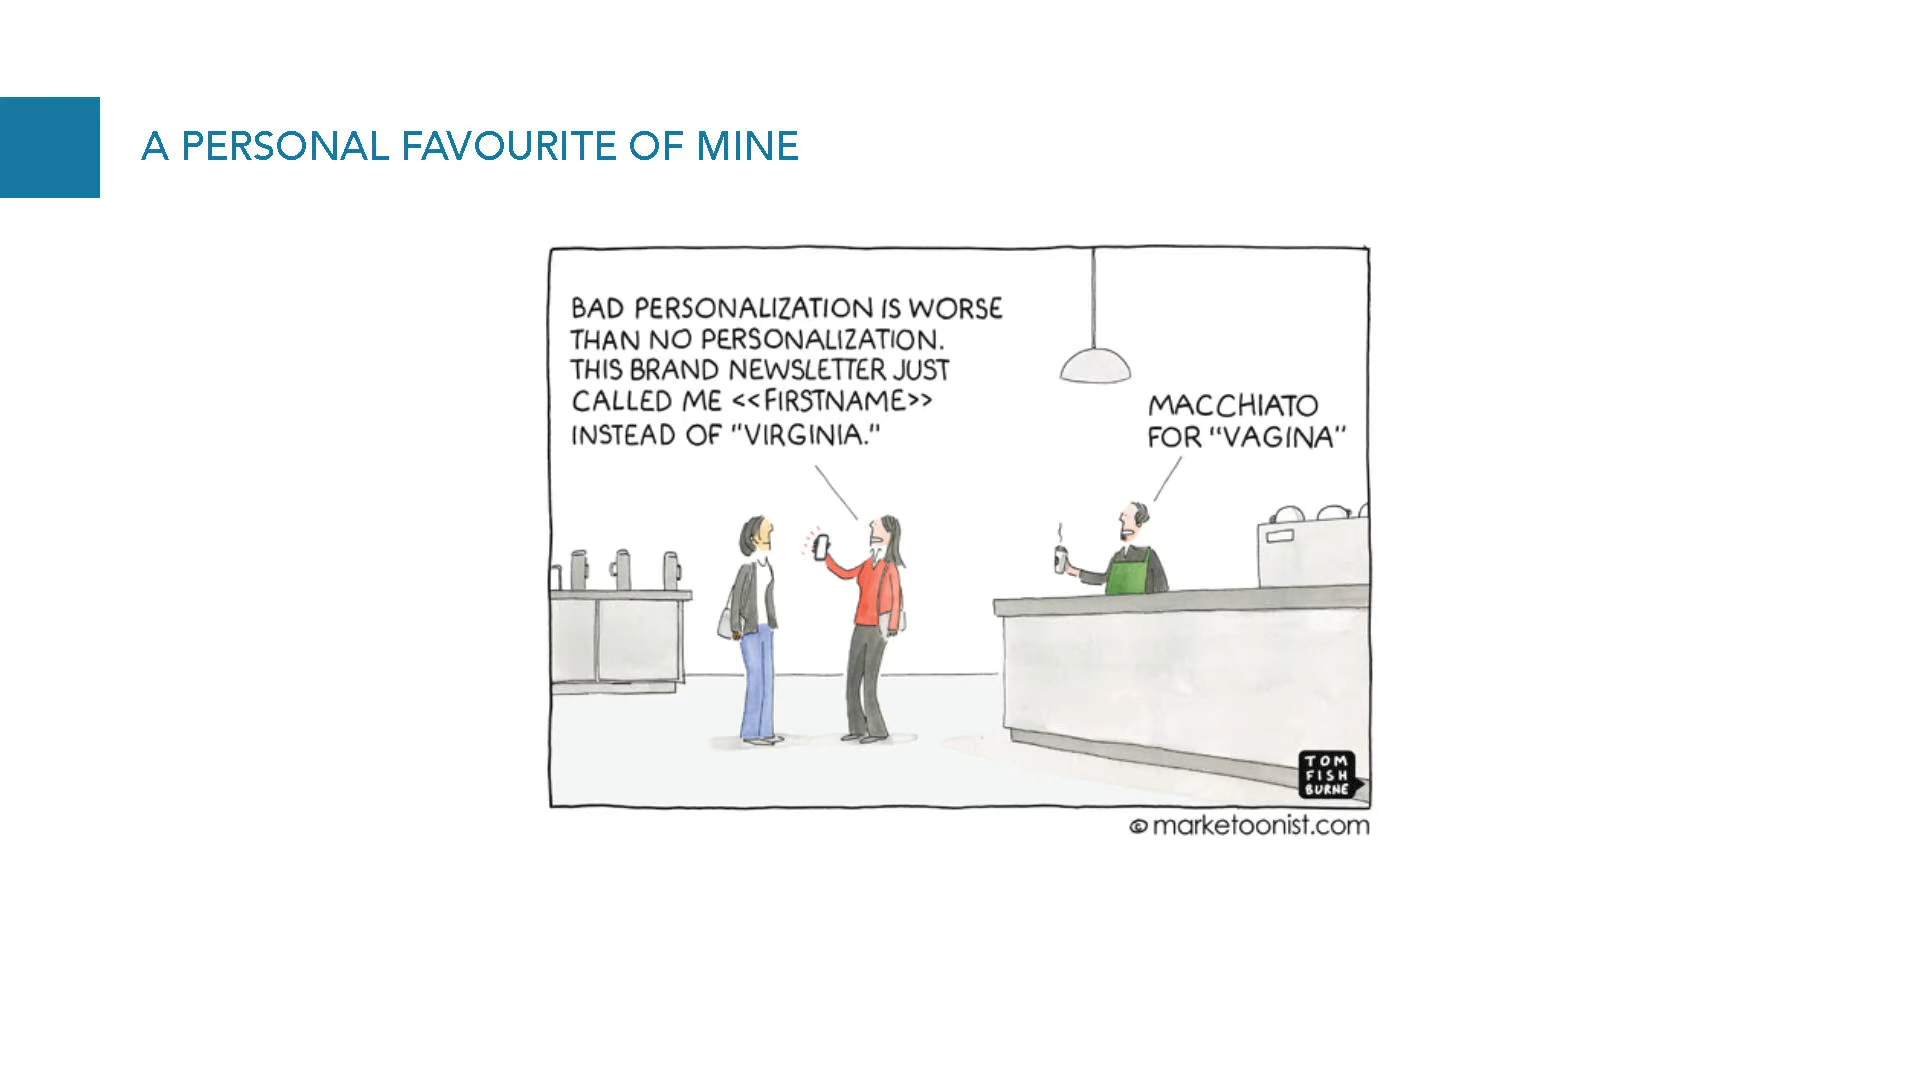 A PERSONAL FAVOURITE OF MINE
BAD PERSONALIZATION IS WORSE
THAN NO PERSONALIZATION.
THIS BRAND NEWSLETTER JUST
CALLED ME <<FIRSTNAME>>
INSTEAD OF "VIRGINIA."
MACCHIATO
FOR "VAGINA"
TOM
FISH
BURNE
© marketoonist.com